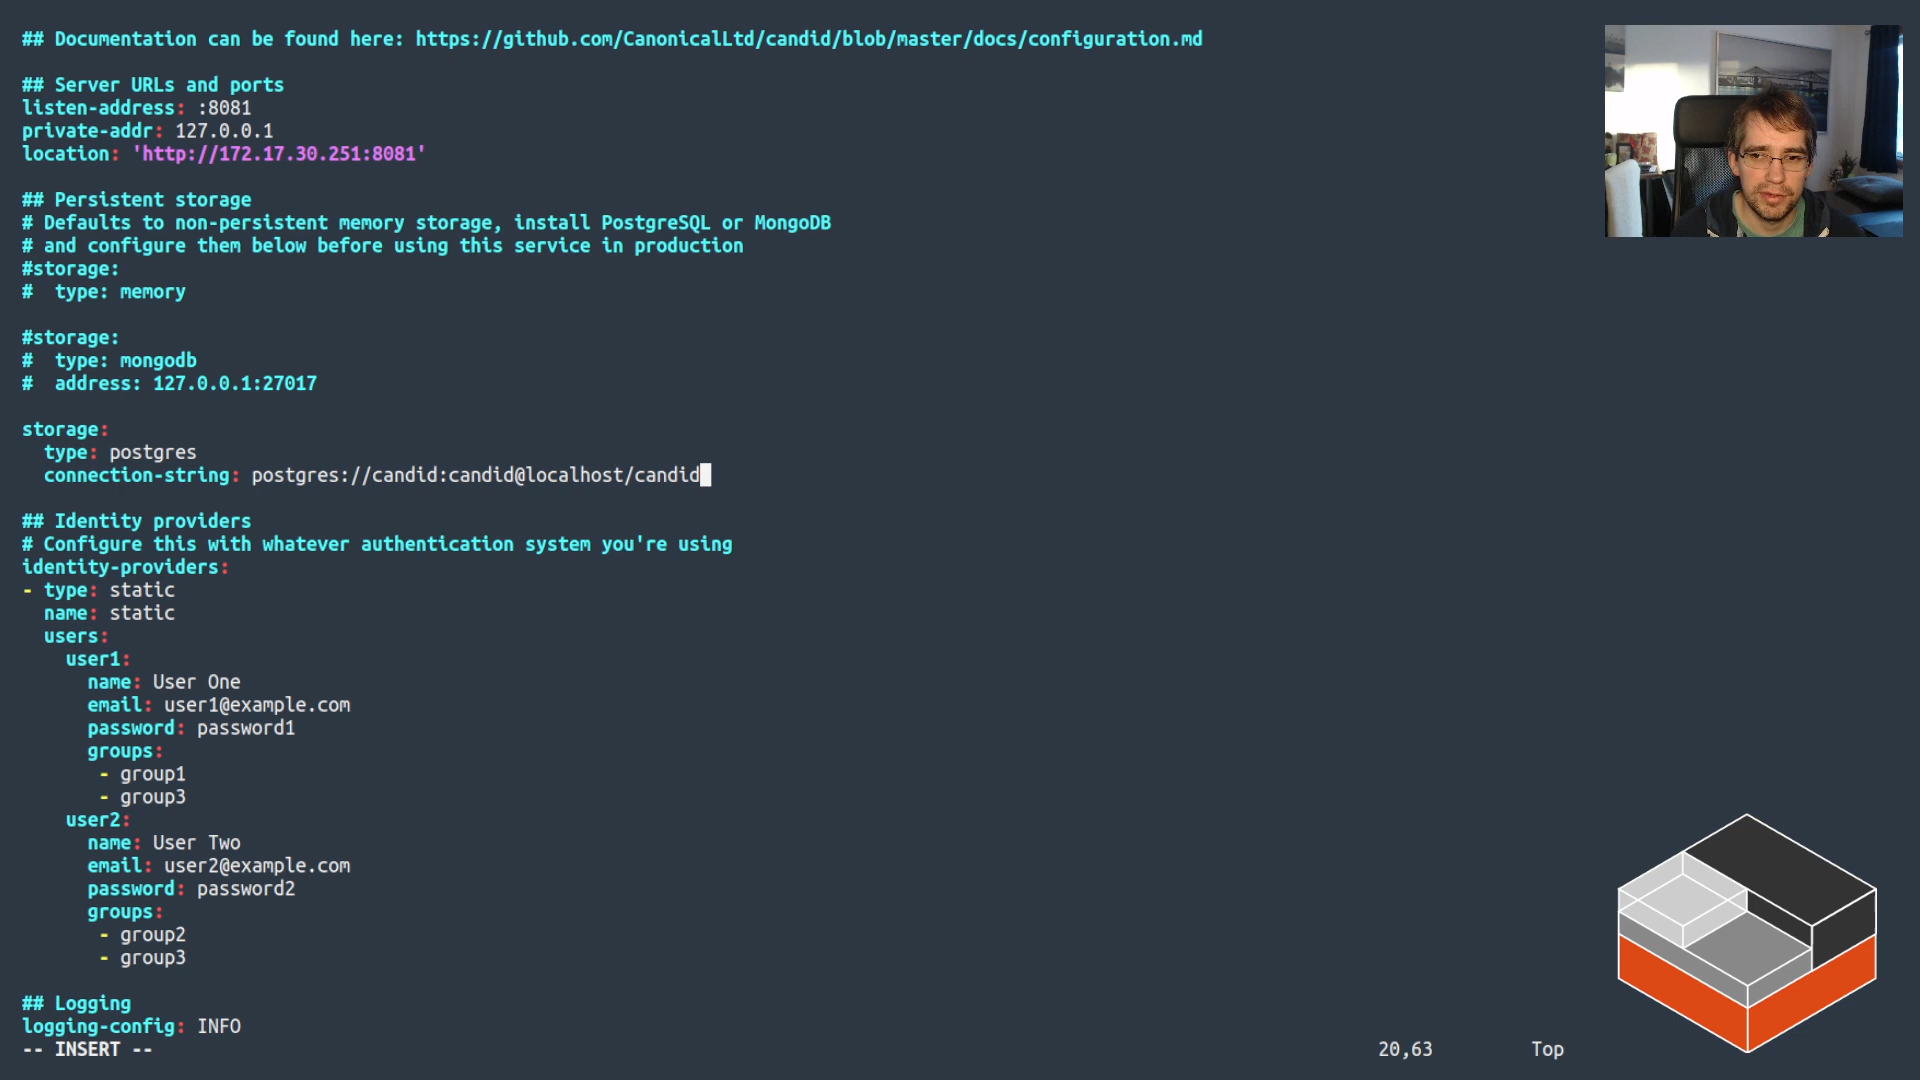 ## Documentation can be found here: https://github.com/CanonicalLtd/candid/blob/master/docs/configuration.md
## Server URLs and ports
listen-address: :8081
private-addr: 127.0.0.1
location: 'http://172.17.30.251:8081'
## Persistent storage
# Defaults to non-persistent memory storage, install PostgreSQL or MongoDB
# and configure them below before using this service in production
#storage:
#  type: memory
#storage:
#  type: mongodb
#  address: 127.0.0.1:27017
storage:
  type: postgres
  connection-string: postgres://candid:candid@localhost/candid
## Identity providers
# Configure this with whatever authentication system you're using
identity-providers:
- type: static
  name: static
  users:
    user1:
      name: User One
      email: user1@example.com
      password: password1
      groups:
       - group1
       - group3
    user2:
      name: User Two
      email: user2@example.com
      password: password2
      groups:
       - group2
       - group3
## Logging
logging-config: INFO
-- INSERT -- 20,63 Top